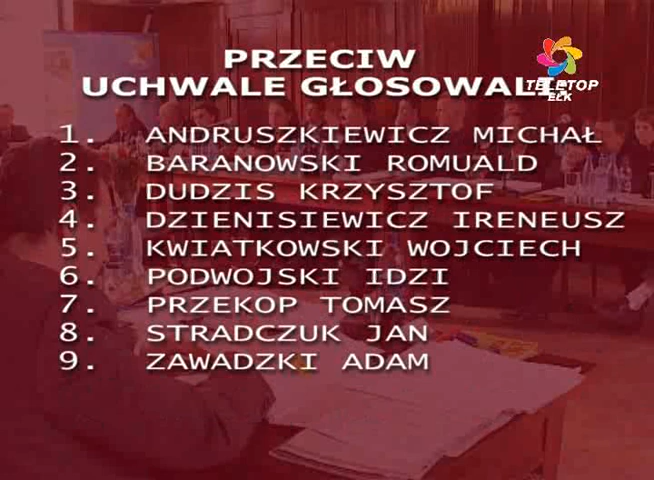 PRZECIW
UCHWALE GŁOSOWALI:
TELETOP
EŁK
1. ANDRUSZKIEWICZ MICHAŁ
2. BARANOWSKI ROMUALD
3. DUDZIS KRZYSZTOF
4. DZIENISIEWICZ IRENEUSZ
5. KWIATKOWSKI WOJCIECH
6. PODWOJSKI IDZI
7. PRZEKOP TOMASZ
8. STRADCZUK JAN
9. ZAWADZKI ADAM